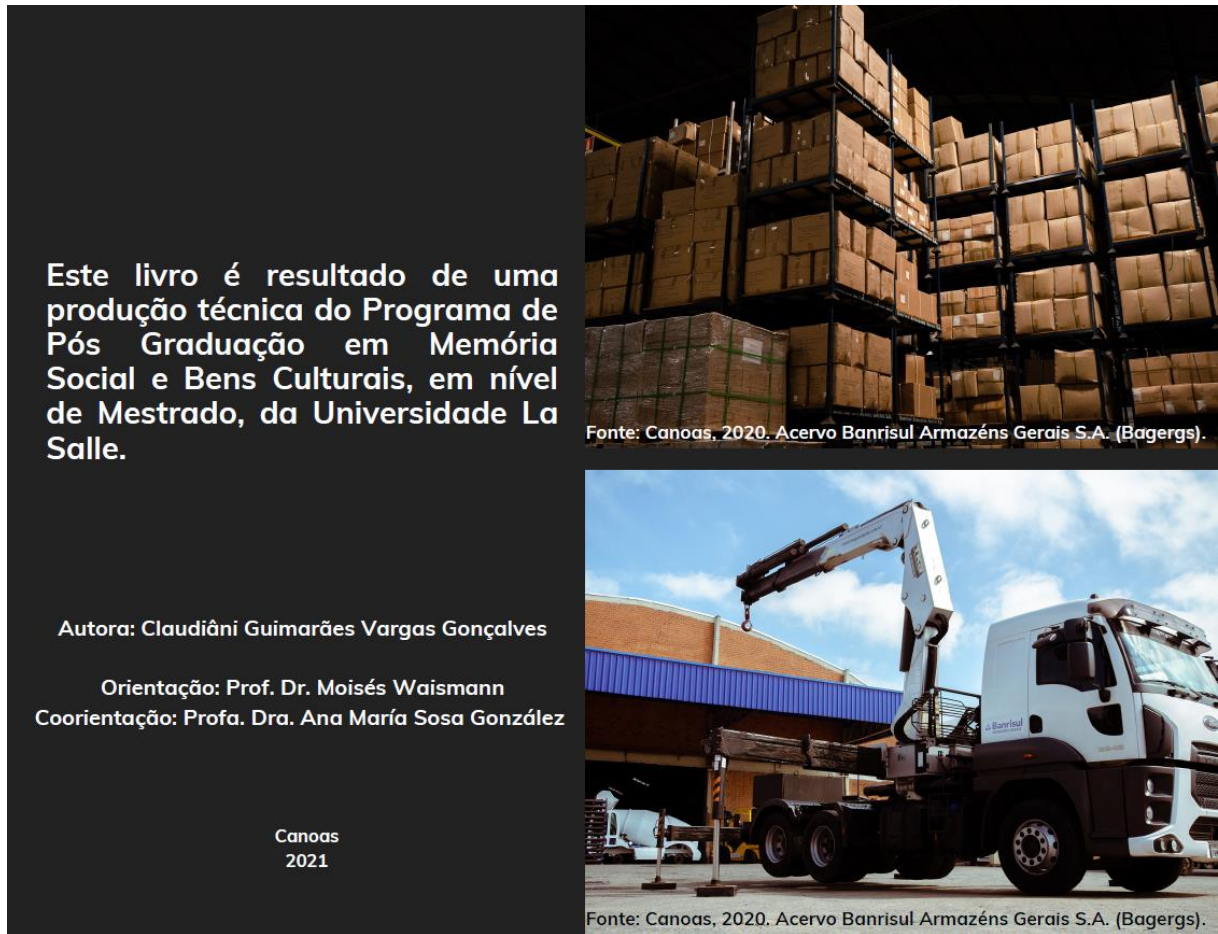 Este livro é resultado de uma
produção técnica do Programa de
Pós Graduação em Memória
Social e Bens Culturais, em nível
de Mestrado, da Universidade La
Salle.
Autora: Claudiâni Guimarães Vargas Gonçalves
Orientação: Prof. Dr. Moisés Waismann
Coorientação: Profa. Dra. Ana María Sosa González
Canoas
2021
Fonte: Canoas, 2020. Acervo Banrisul Armazéns Gerais S.A. (Bagergs).
Banrisul
Fonte: Canoas, 2020. Acervo Banrisul Armazéns Gerais S.A. (Bagergs).